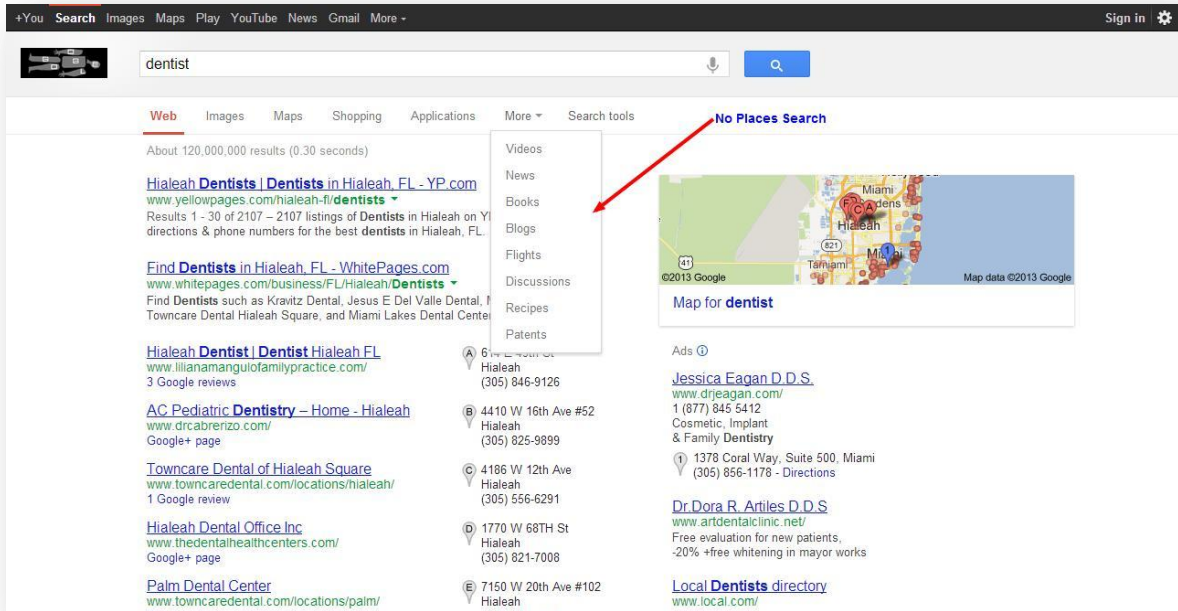 +You Search Images Maps Play YouTube News Gmail More
Sign in
dentist
Web Images Maps Shopping Applications More Search tools
No Places Search
Videos
News
Books
Blogs
Flights
Discussions
Recipes
Patents
About 120,000,000 results (0.30 seconds)
Hialeah Dentists | Dentists in Hialeah, FL - YP.com
www.yellowpages.com/hialeah-fl/dentists
Results 1 - 30 of 2107 – 2107 listings of Dentists in Hialeah on
directions & phone numbers for the best dentists in Hialeah, FL.
Find Dentists in Hialeah, FL - WhitePages.com
www.whitepages.com/business/FL/Hialeah/Dentists
Find Dentists such as Kravitz Dental, Jesus E Del Valle Dental,
Towncare Dental Hialeah Square, and Miami Lakes Dental Center
Hialeah Dentist | Dentist Hialeah FL
www.lilianamangulofamilypractice.com/
3 Google reviews
A
Hialeah
(305) 846-9126
AC Pediatric Dentistry – Home - Hialeah
www.drcabrerizo.com/
Google+ page
B 4410 W 16th Ave #52
Hialeah
(305) 825-9899
Towncare Dental of Hialeah Square
www.towncaredental.com/locations/hialeah/
1 Google review
C 4186 W 12th Ave
Hialeah
(305) 556-6291
Hialeah Dental Office Inc
www.thedentalhealthcenters.com/
Google+ page
D 1770 W 68TH St
Hialeah
(305) 821-7008
Palm Dental Center
www.towncaredental.com/locations/palm/
E 7150 W 20th Ave #102
Hialeah
Miami
Gardens
F C A
Hialeah
821
1
Miami
41
Tamiami
©2013 Google
Map data ©2013 Google
Map for dentist
Ads
Jessica Eagan D.D.S.
www.drjeagan.com/
1 (877) 845 5412
Cosmetic, Implant
& Family Dentistry
1 1378 Coral Way, Suite 500, Miami
(305) 856-1178 - Directions
Dr.Dora R. Artiles D.D.S
www.artdentalclinic.net/
Free evaluation for new patients,
-20% +free whitening in mayor works
Local Dentists directory
www.local.com/